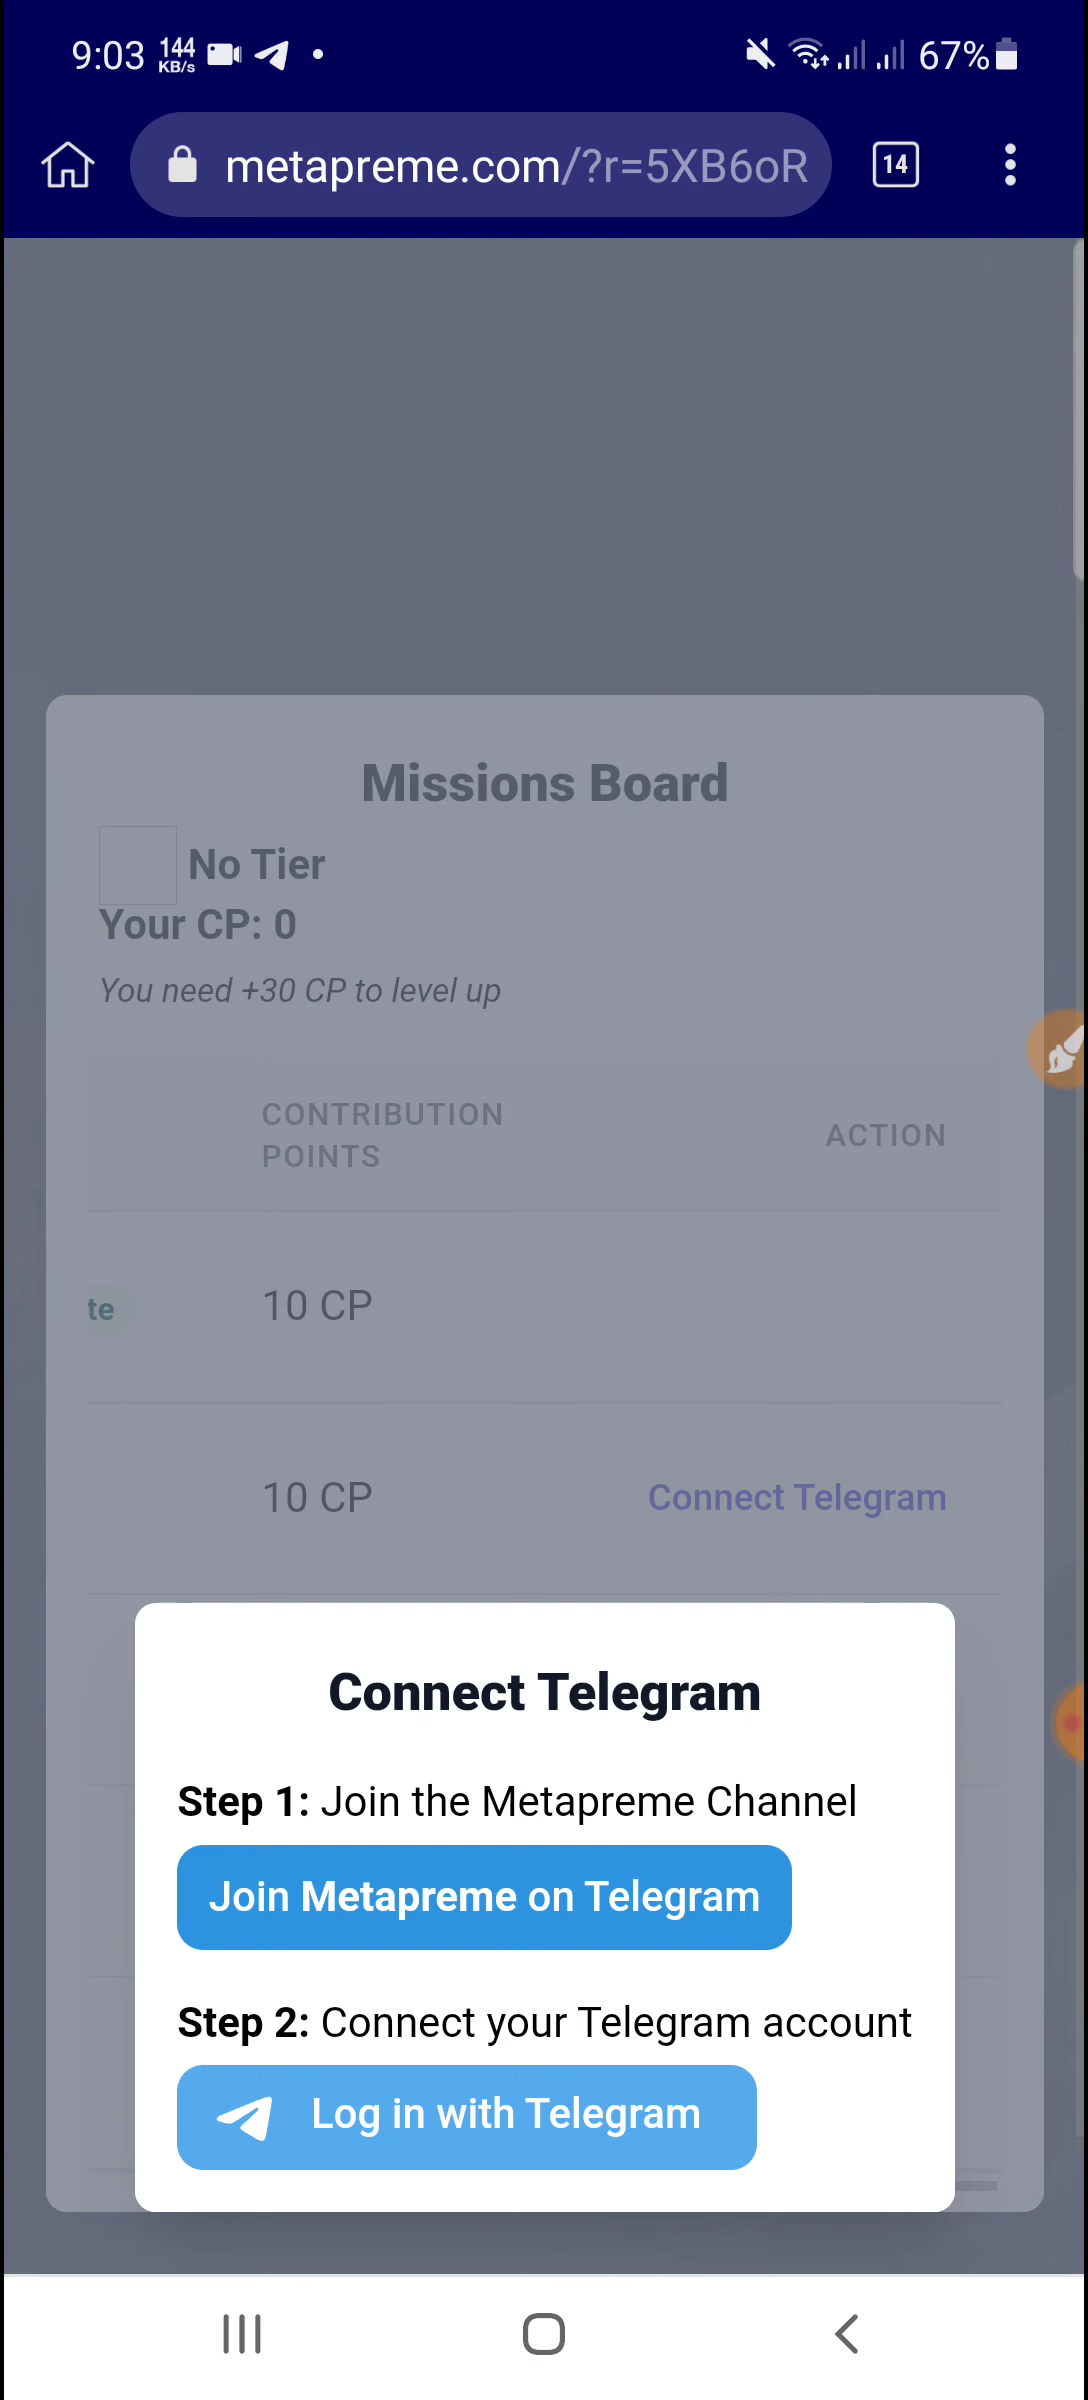 9:03 144 KB/s 67%
metapreme.com/?r=5XB6oR 14
Missions Board
No Tier
Your CP: 0
You need +30 CP to level up
CONTRIBUTION POINTS ACTION
te 10 CP
10 CP Connect Telegram
Connect Telegram
Step 1: Join the Metapreme Channel
Join Metapreme on Telegram
Step 2: Connect your Telegram account
Log in with Telegram